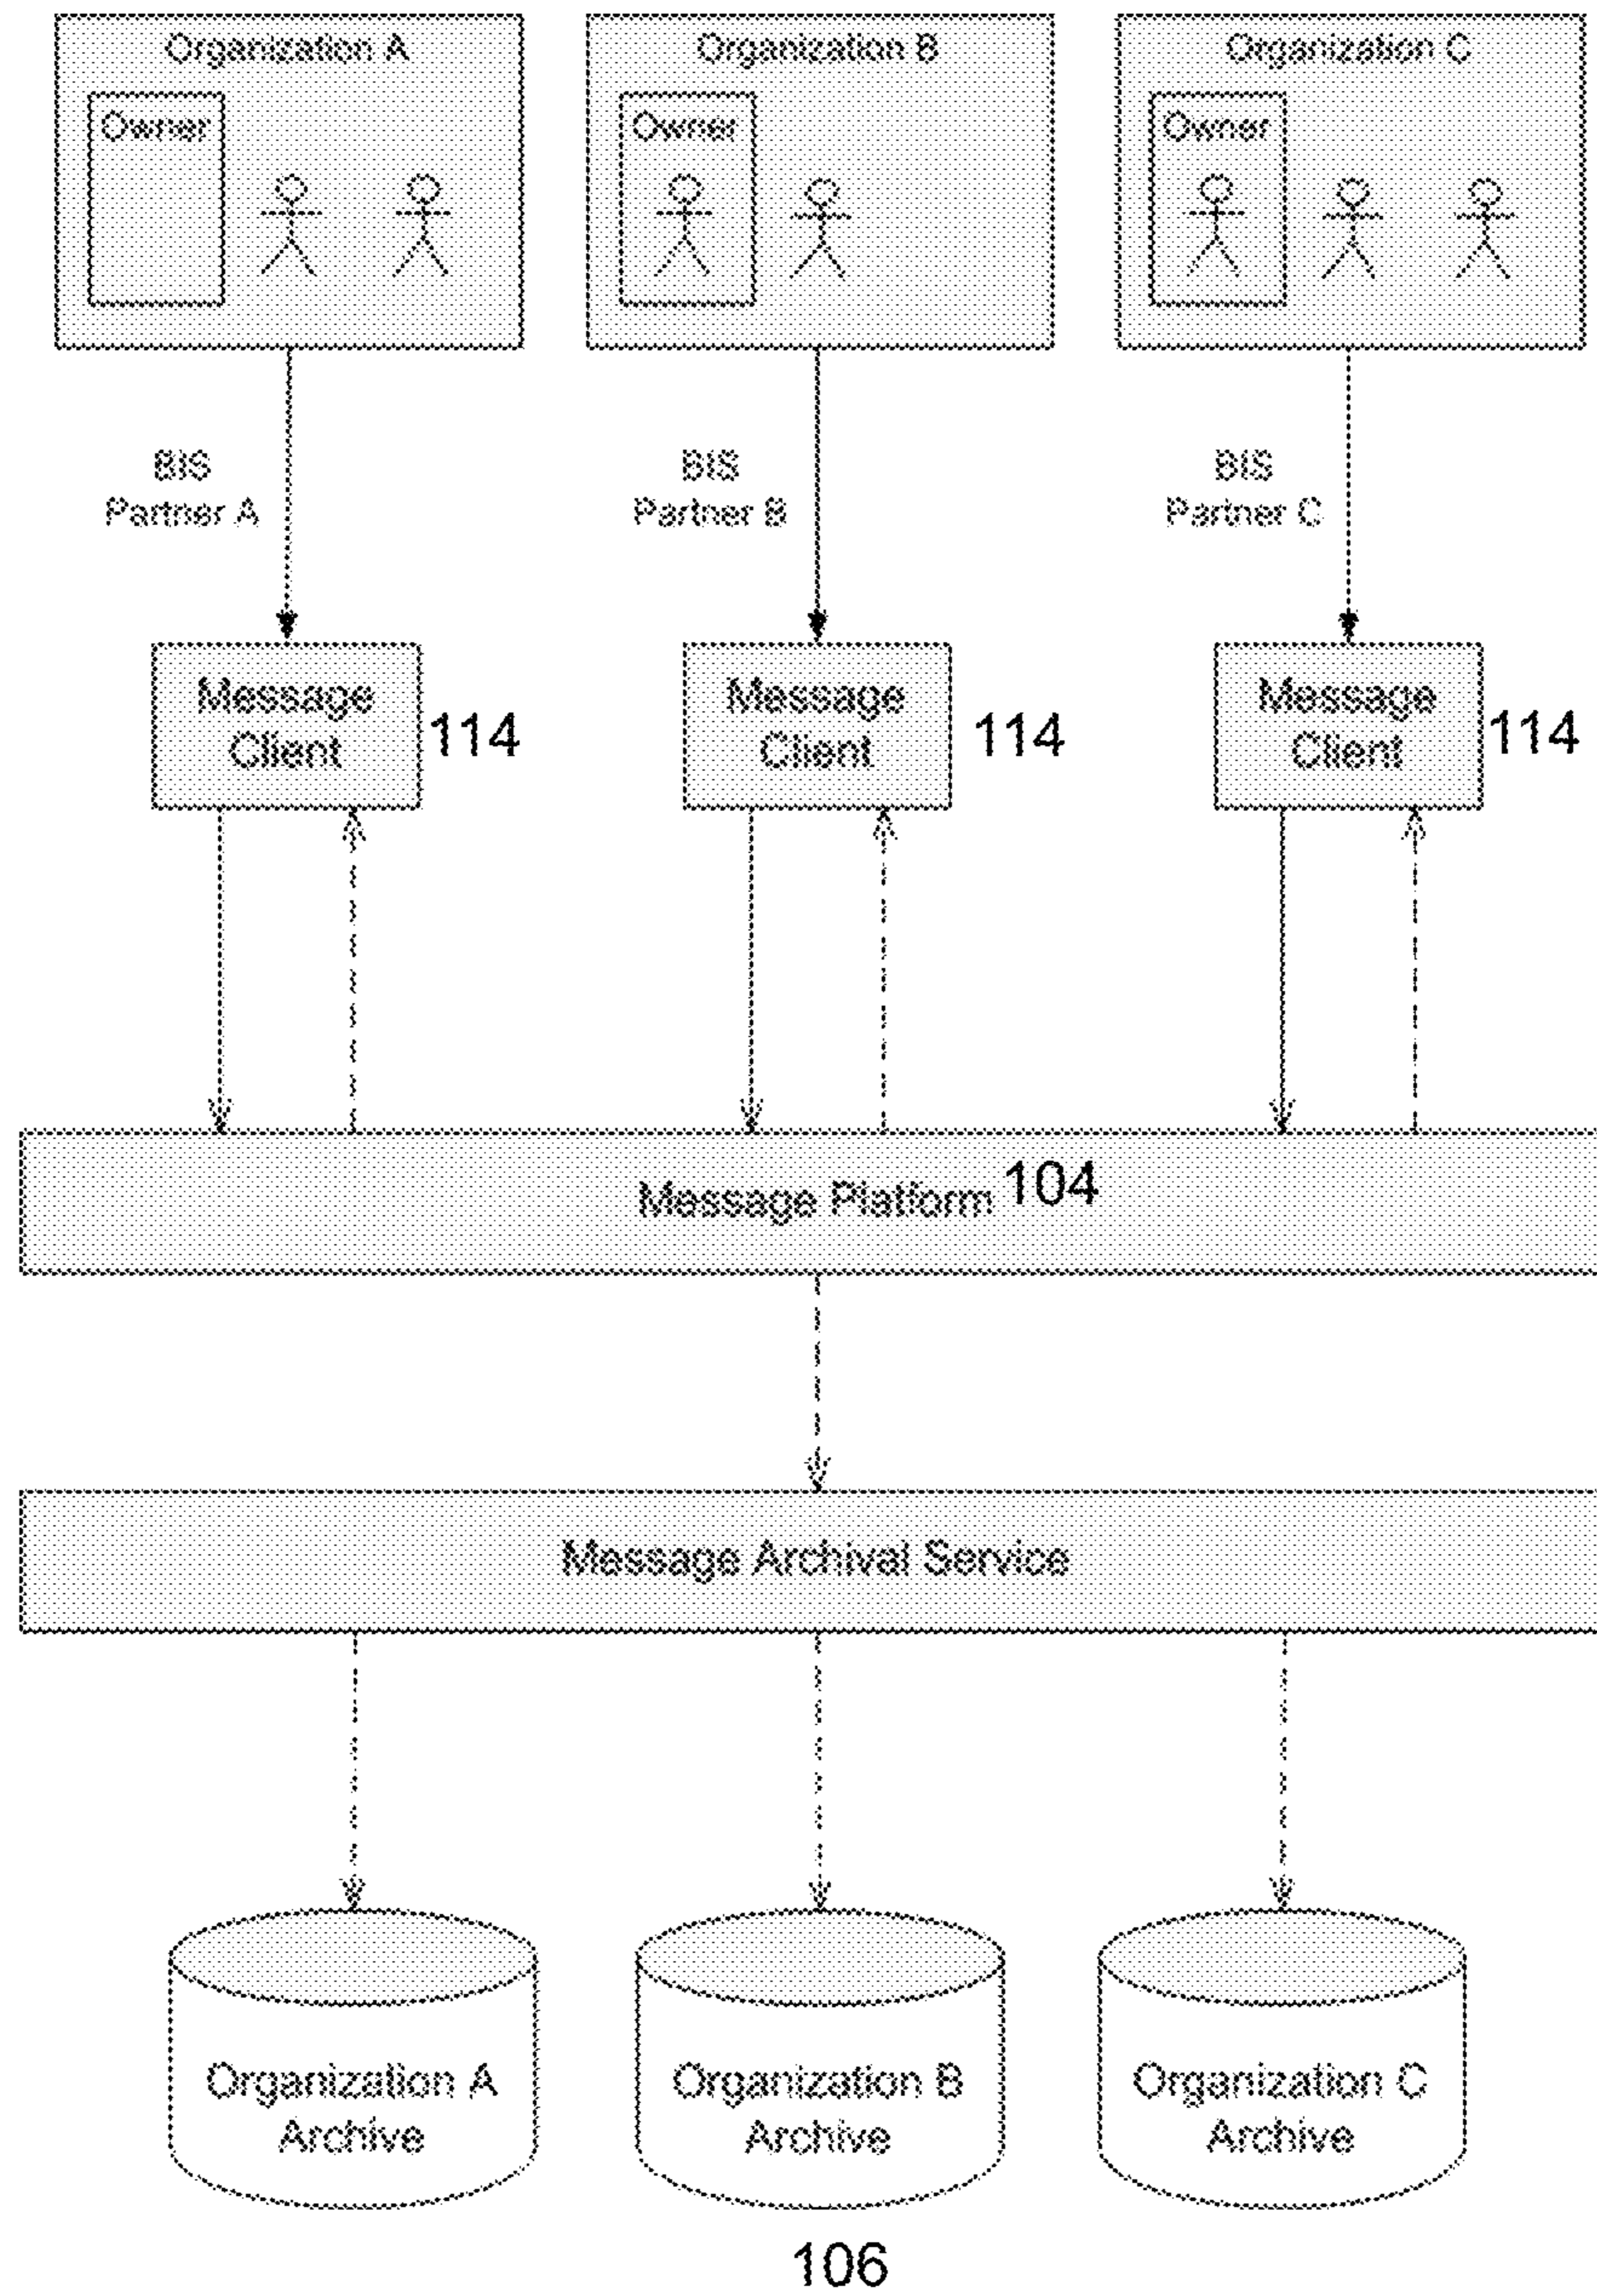 Organization A
Organization B
Organization C
Owner
Owner
Owner
BIS
Partner A
BIS
Partner B
BIS
Partner C
Message
Client
114
Message
Client
114
Message
Client
114
Message Platform 104
Message Archival Service
Organization A
Archive
Organization B
Archive
Organization C
Archive
106